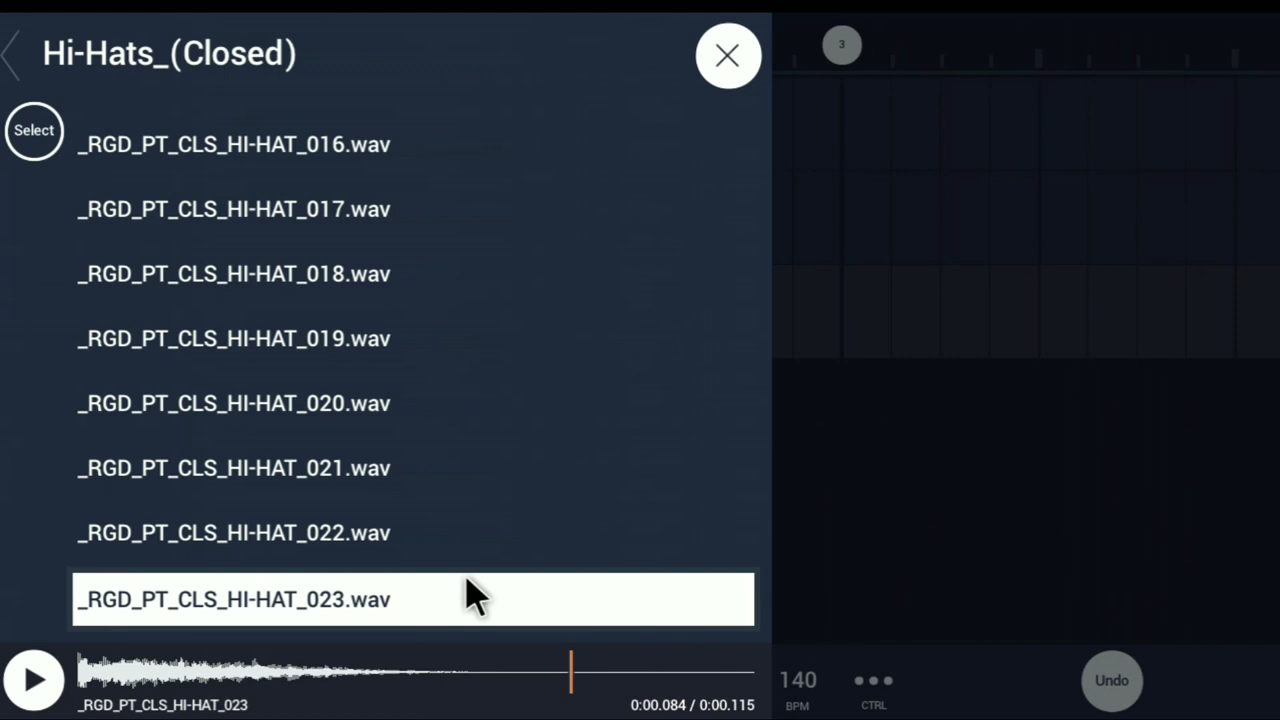 Hi-Hats_(Closed)
3
Select
_RGD_PT_CLS_HI-HAT_016.wav
_RGD_PT_CLS_HI-HAT_017.wav
_RGD_PT_CLS_HI-HAT_018.wav
_RGD_PT_CLS_HI-HAT_019.wav
_RGD_PT_CLS_HI-HAT_020.wav
_RGD_PT_CLS_HI-HAT_021.wav
_RGD_PT_CLS_HI-HAT_022.wav
_RGD_PT_CLS_HI-HAT_023.wav
_RGD_PT_CLS_HI-HAT_023
0:00.084 / 0:00.115
140
BPM
CTRL
Undo